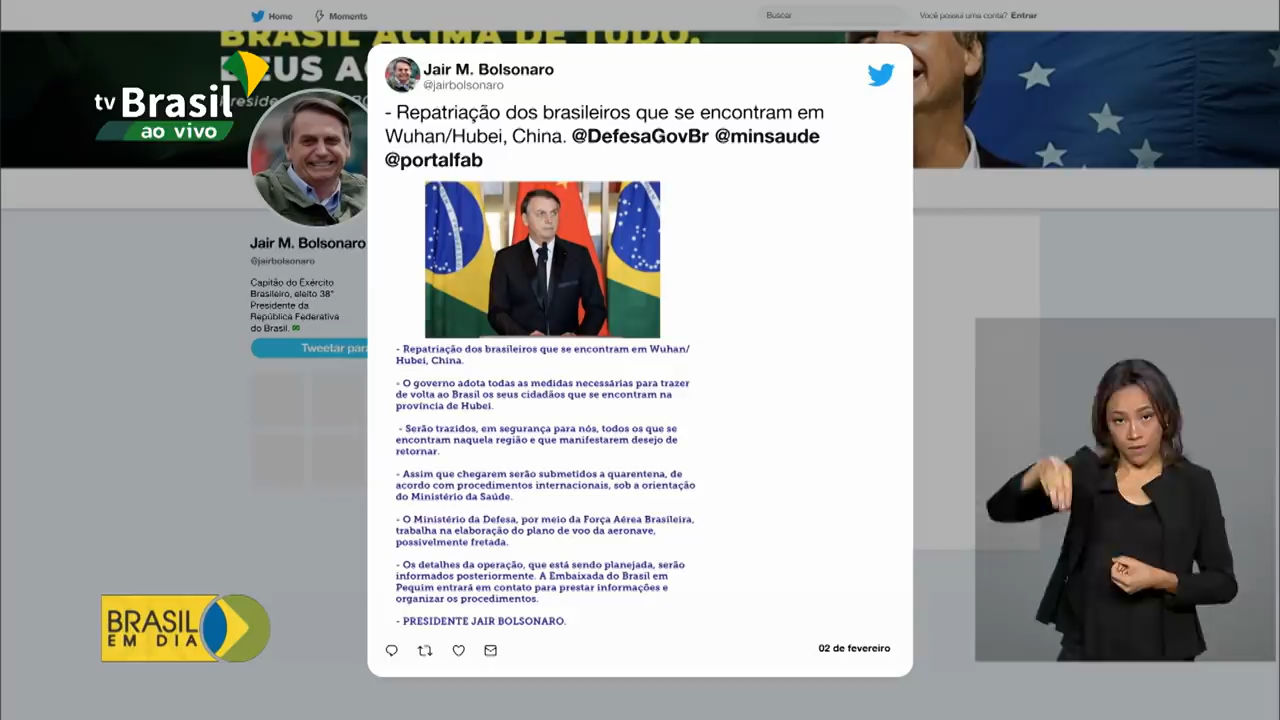 Home
Moments
Buscar
Você possui uma conta? Entrar
BRASIL ACIMA DE TUDO,
tv Brasil
ao vivo
Jair M. Bolsonaro
@jairbolsonaro
Capitão do Exército
Brasileiro, eleito 38°
Presidente da
República Federativa
do Brasil.
Tweetar par
Jair M. Bolsonaro
@jairbolsonaro
- Repatriação dos brasileiros que se encontram em
Wuhan/Hubei, China. @DefesaGovBr @minsaude
@portalfab
- Repatriação dos brasileiros que se encontram em Wuhan/
Hubei, China.
- O governo adota todas as medidas necessárias para trazer
de volta ao Brasil os seus cidadãos que se encontram na
província de Hubei.
- Serão trazidos, em segurança para nós, todos os que se
encontram naquela região e que manifestarem desejo de
retornar.
- Assim que chegarem serão submetidos a quarentena, de
acordo com procedimentos internacionais, sob a orientação
do Ministério da Saúde.
- O Ministério da Defesa, por meio da Força Aérea Brasileira,
trabalha na elaboração do plano de voo da aeronave,
possivelmente fretada.
- Os detalhes da operação, que está sendo planejada, serão
informados posteriormente. A Embaixada do Brasil em
Pequim entrará em contato para prestar informações e
organizar os procedimentos.
- PRESIDENTE JAIR BOLSONARO.
02 de fevereiro
BRASIL
EM DIA